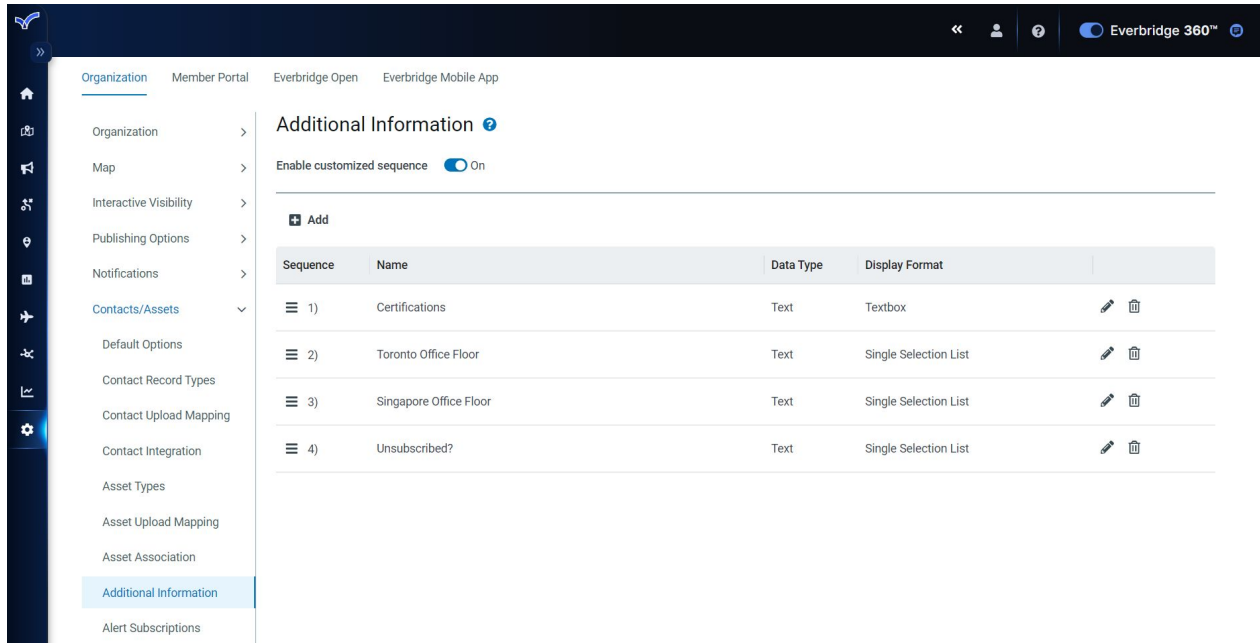 Everbridge 360™
Organization Member Portal Everbridge Open Everbridge Mobile App
Organization
Map
Interactive Visibility
Publishing Options
Notifications
Contacts/Assets
Default Options
Contact Record Types
Contact Upload Mapping
Contact Integration
Asset Types
Asset Upload Mapping
Asset Association
Additional Information
Alert Subscriptions
Additional Information
Enable customized sequence On
Add
Sequence Name Data Type Display Format
1) Certifications Text Textbox
2) Toronto Office Floor Text Single Selection List
3) Singapore Office Floor Text Single Selection List
4) Unsubscribed? Text Single Selection List